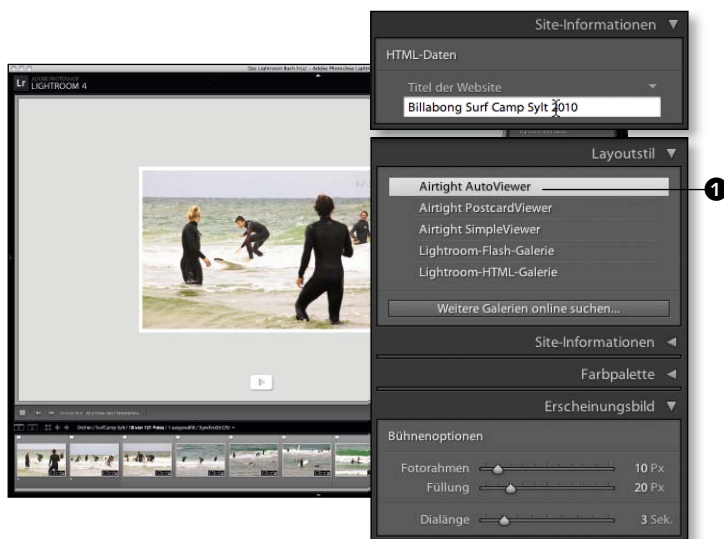 Site-Informationen
HTML-Daten
Titel der Website
Billabong Surf Camp Sylt 2010
ADOBE PHOTOSHOP
LIGHTROOM 4
Layoutstil
1
Airtight AutoViewer
Airtight PostcardViewer
Airtight SimpleViewer
Lightroom-Flash-Galerie
Lightroom-HTML-Galerie
Weitere Galerien online suchen...
Site-Informationen
Farbpalette
Erscheinungsbild
Bühnenoptionen
Fotorahmen 10 Px
Füllung 20 Px
Dialänge 3 Sek.